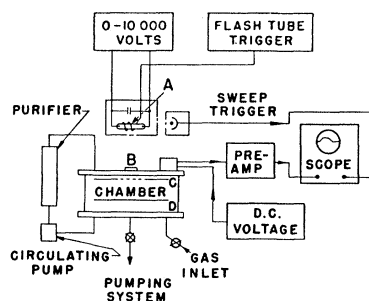 0-10 000
VOLTS
FLASH TUBE
TRIGGER
A
PURIFIER
SWEEP
TRIGGER
B
PRE-
AMP
SCOPE
C
CHAMBER
D
D.C.
VOLTAGE
CIRCULATING
PUMP
GAS
INLET
PUMPING
SYSTEM